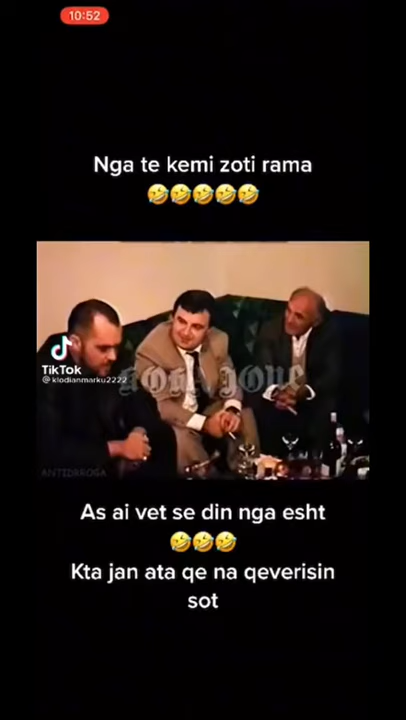 10:52
Nga te kemi zoti rama
🤣🤣🤣🤣🤣
TikTok
@klodianmarku2222
ANTIDROGA
As ai vet se din nga esht
🤣🤣🤣
Kta jan ata qe na qeverisin
sot